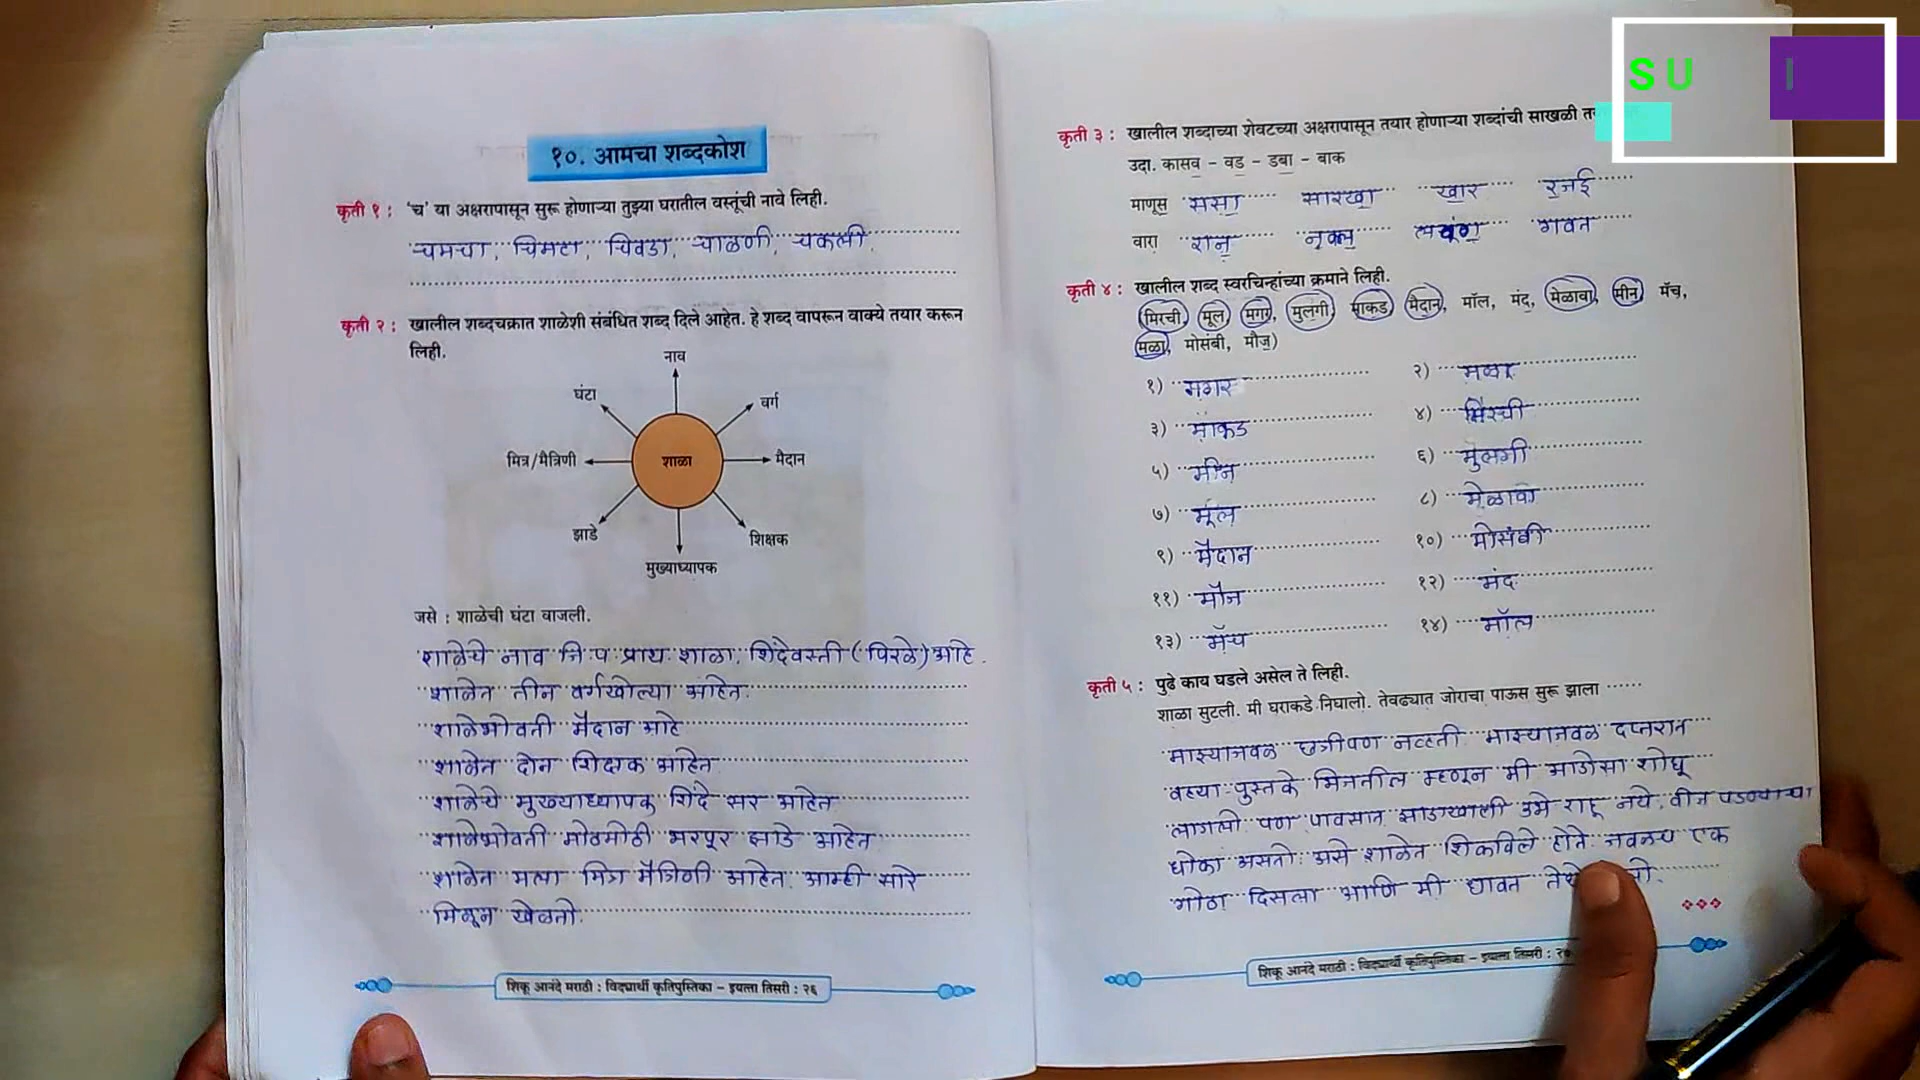 १०. आमचा शब्दकोश
कृती १ : 'च' या अक्षरापासून सुरू होणाऱ्या तुझ्या घरातील वस्तूंची नावे लिही.
चमचा, चिमटा, चिवडा, चाळणी, चकली.
कृती २ : खालील शब्दचक्रात शाळेशी संबंधित शब्द दिले आहेत. हे शब्द वापरून वाक्ये तयार करून
लिही.
नाव
घंटा
वर्ग
मित्र/मैत्रिणी
शाळा
मैदान
झाडे
शिक्षक
मुख्याध्यापक
जसे : शाळेची घंटा वाजली.
शाळेचे नाव जि.प. प्राथ. शाळा, शिंदेवस्ती (पिरळे) आहे.
शाळेत तीन वर्गखोल्या आहेत.
शाळेभोवती मैदान आहे
शाळेत दोन शिक्षक आहेत
शाळेचे मुख्याध्यापक शिंदे सर आहेत
शाळेभोवती मोठमोठी भरपूर झाडे आहेत
शाळेत मला मित्र मैत्रिणी आहेत. आम्ही सारे
मिळून खेळतो.
शिकू आनंदे मराठी : विद्यार्थी कृतिपुस्तिका – इयत्ता तिसरी : २६
कृती ३ : खालील शब्दाच्या शेवटच्या अक्षरापासून तयार होणाऱ्या शब्दांची साखळी
उदा. कासव – वड – डबा – बाक
माणूस ससा सारखा खार रजई
वारा रान नक्ल गवत
कृती ४ : खालील शब्द स्वरचिन्हांच्या क्रमाने लिही.
(मिरची, मूल, मगर, मुलगी, माकड, मैदान, मॉल, मंद, मेळावा, मीन, मॅच,
मळा, मोसंबी, मौज)
१) मगर २) मळा
३) माकड ४) मिरची
५) मीन ६) मुलगी
७) मूल ८) मेळावा
९) मैदान १०) मोसंबी
११) मौज १२) मंद
१३) मॅच १४) मॉल
कृती ५ : पुढे काय घडले असेल ते लिही.
शाळा सुटली. मी घराकडे निघालो. तेवढ्यात जोराचा पाऊस सुरू झाला ......
माझ्याजवळ छत्रीपण नव्हती. माझ्याजवळ दप्तरात
वह्या पुस्तके भिजतील म्हणून मी आडोसा शोधू
लागलो पण पावसात झाडाखाली उभे राहू नये, वीज पडण्याचा
धोका असतो असे शाळेत शिकविले होते जवळच एक
गोठा दिसला आणि मी धावत
शिकू आनंदे मराठी : विद्यार्थी कृतिपुस्तिका – इयत्ता तिसरी :
SU